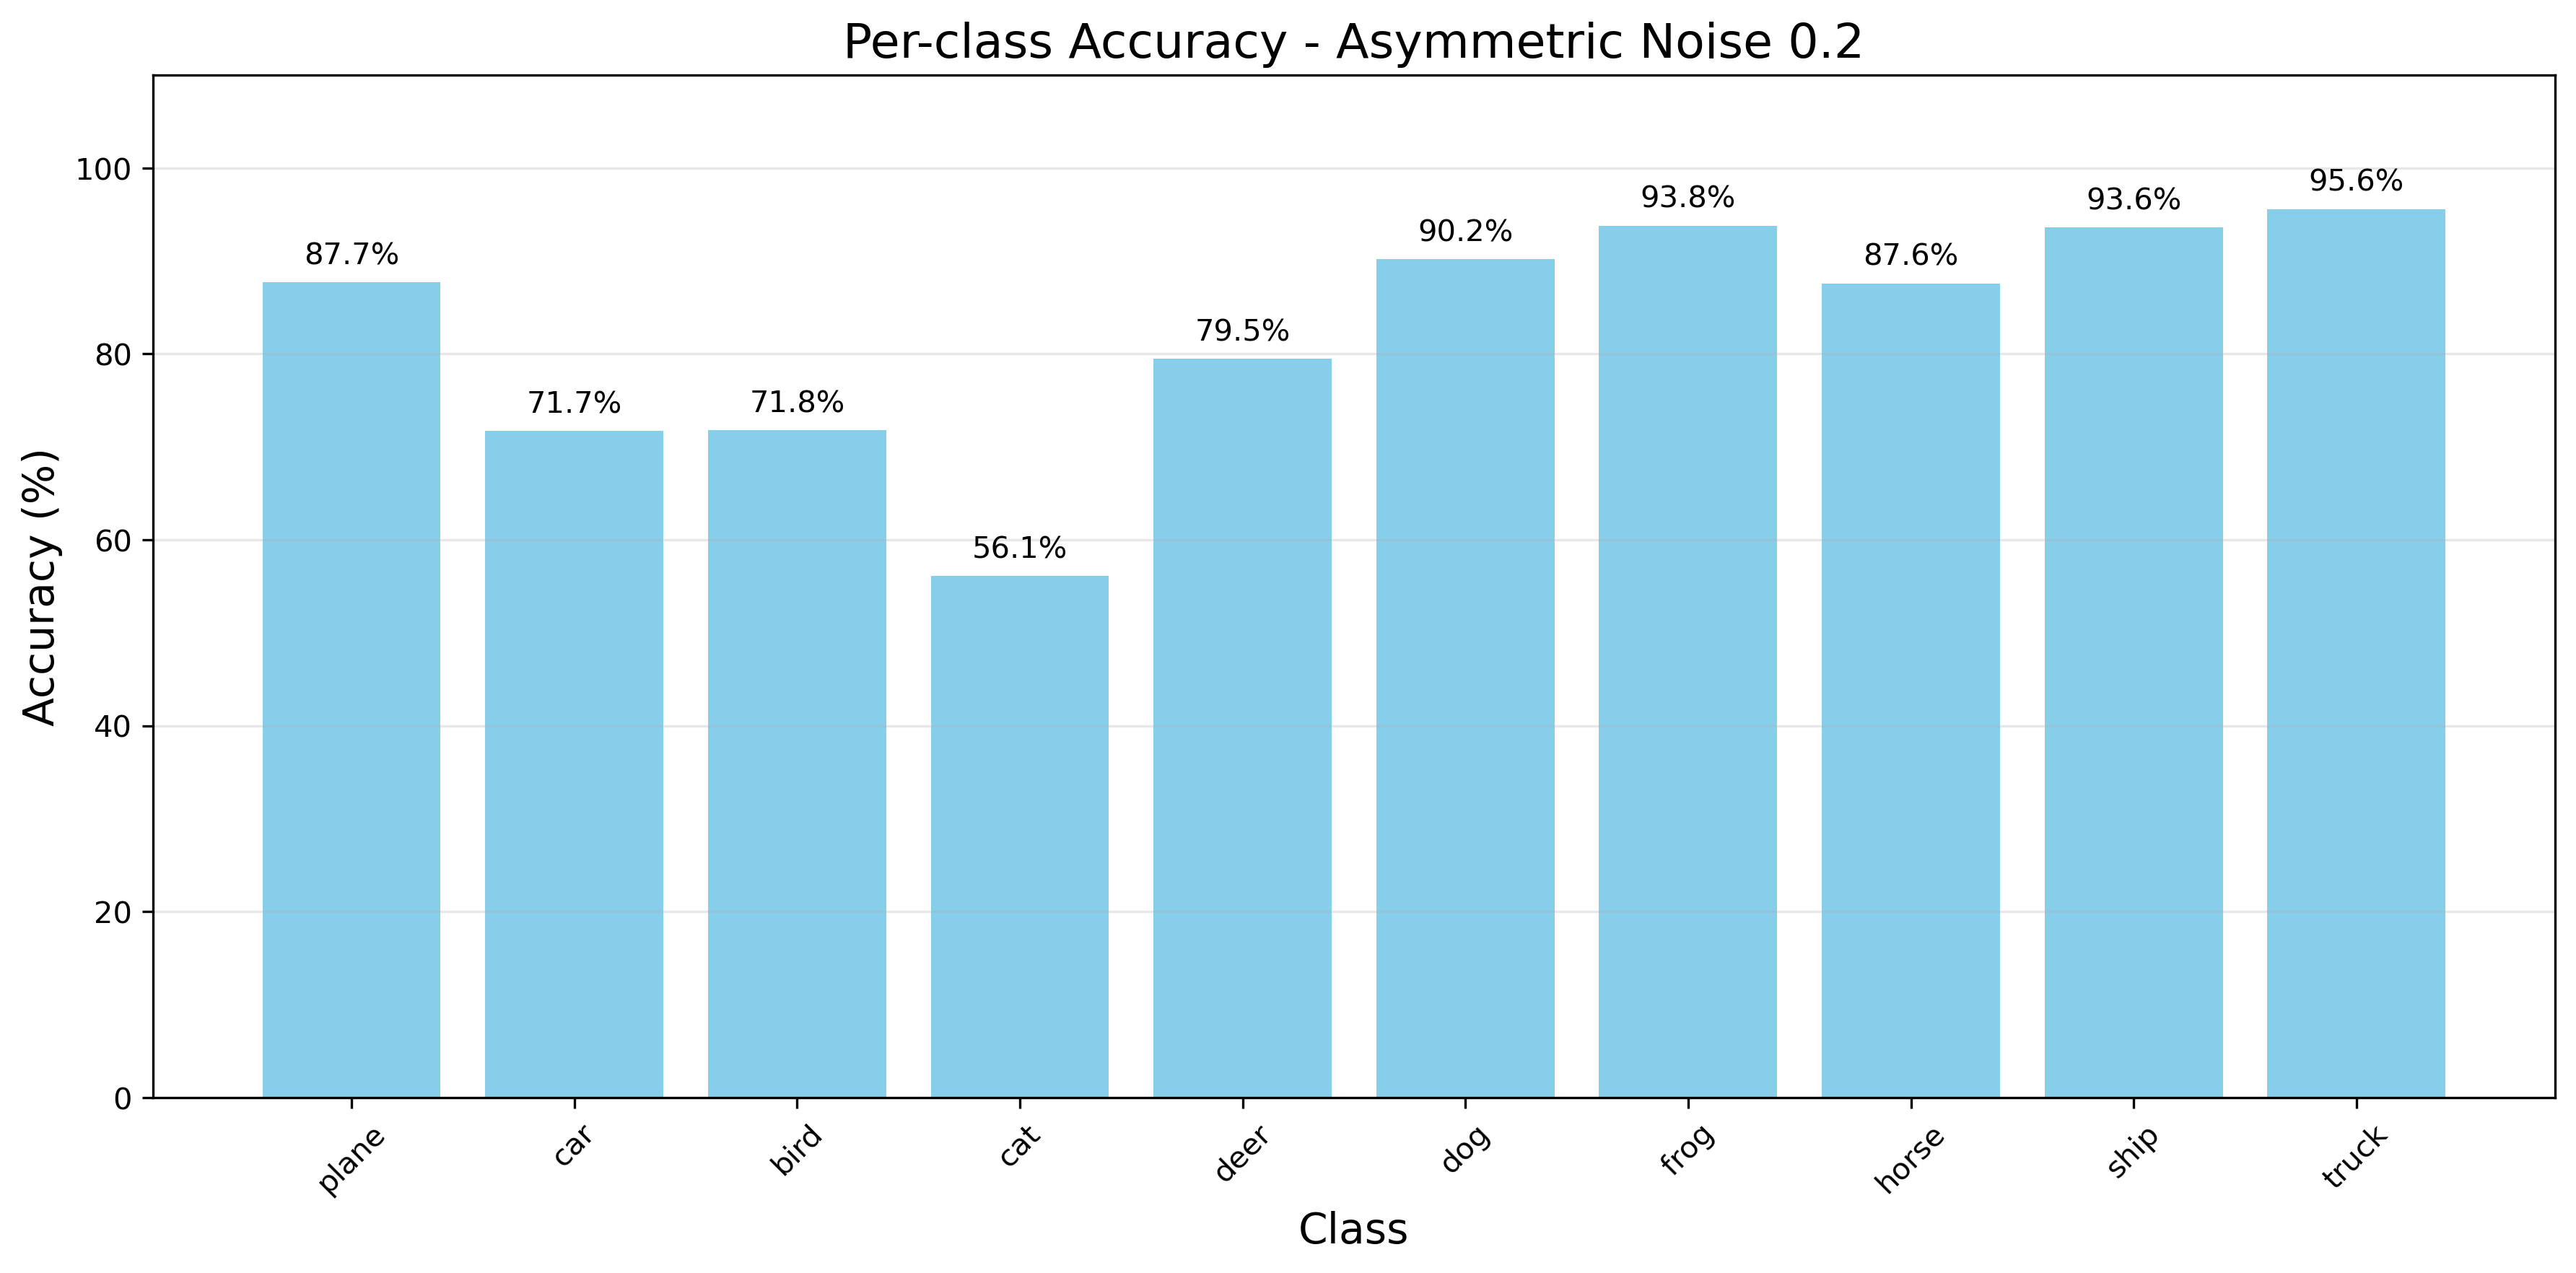 Per-class Accuracy - Asymmetric Noise 0.2
Accuracy (%)
100
80
60
40
20
0
87.7%
71.7%
71.8%
56.1%
79.5%
90.2%
93.8%
87.6%
93.6%
95.6%
plane
car
bird
cat
deer
dog
frog
horse
ship
truck
Class